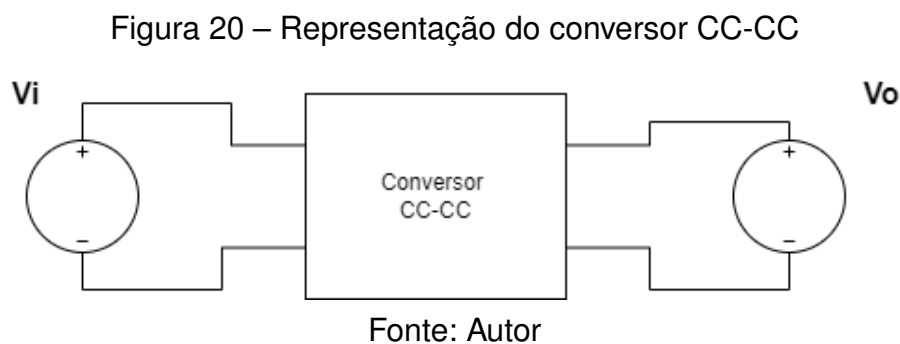 Figura 20 – Representação do conversor CC-CC
Vi
Vo
+
+
Conversor
CC-CC
–
–
Fonte: Autor